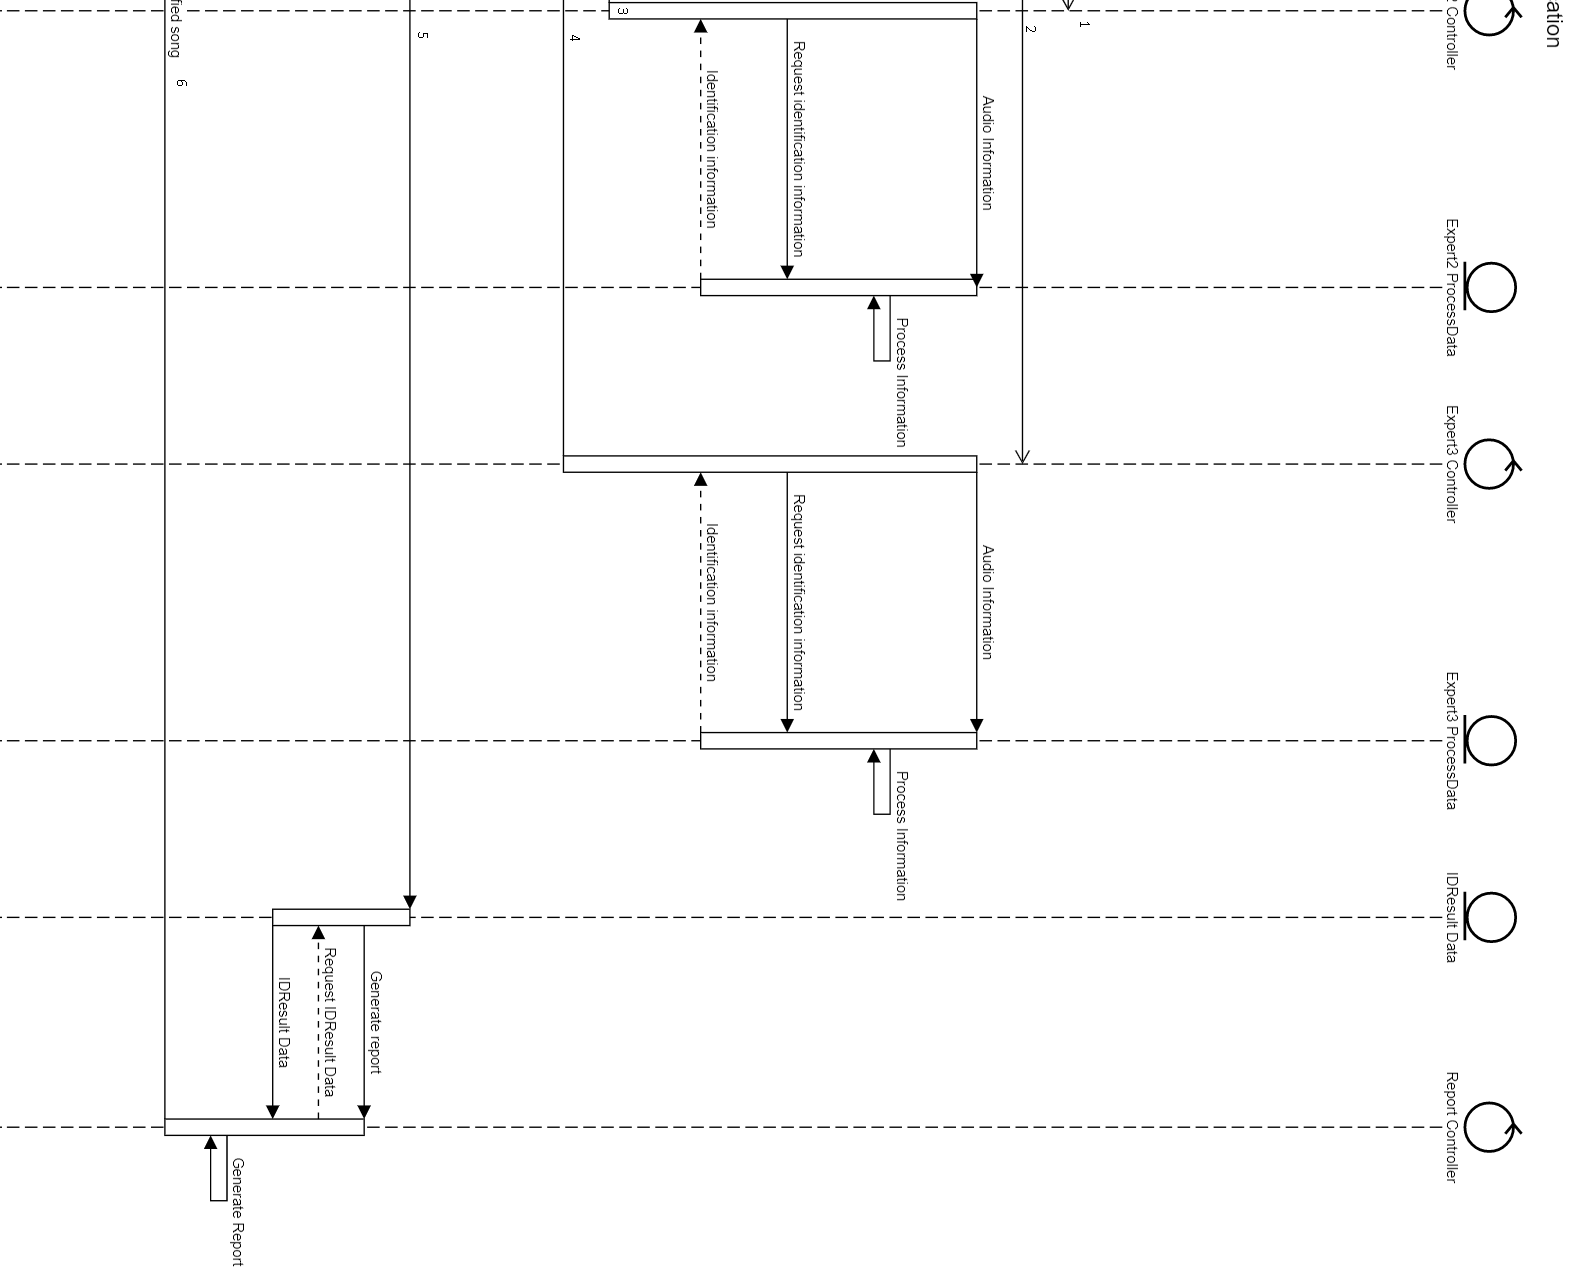 ation
2 Controller
Expert2 ProcessData
Expert3 Controller
Expert3 ProcessData
IDResult Data
Report Controller
1
2
Audio Information
Audio Information
Process Information
Process Information
Request identification information
Request identification information
Identification information
Identification information
3
4
5
Generate report
Request IDResult Data
IDResult Data
Generate Report
6
fied song